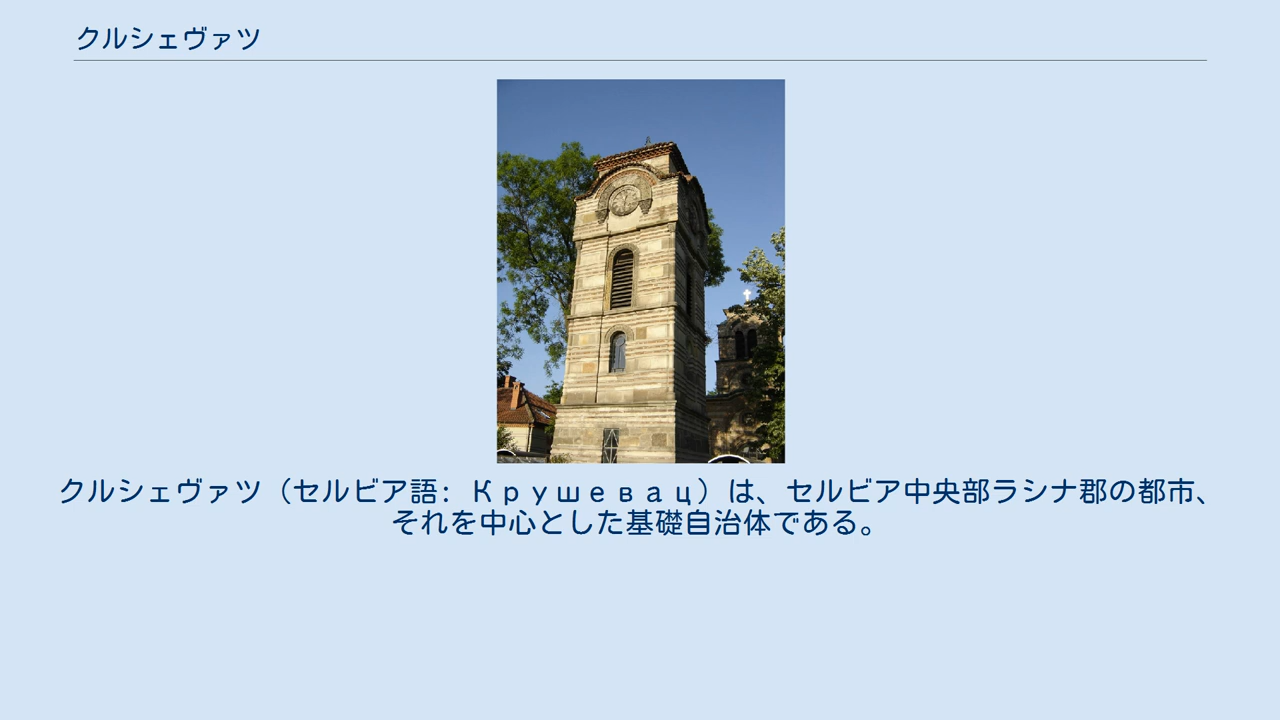 クルシェヴァツ
クルシェヴァツ（セルビア語: Крушевац）は、セルビア中央部ラシナ郡の都市、
それを中心とした基礎自治体である。